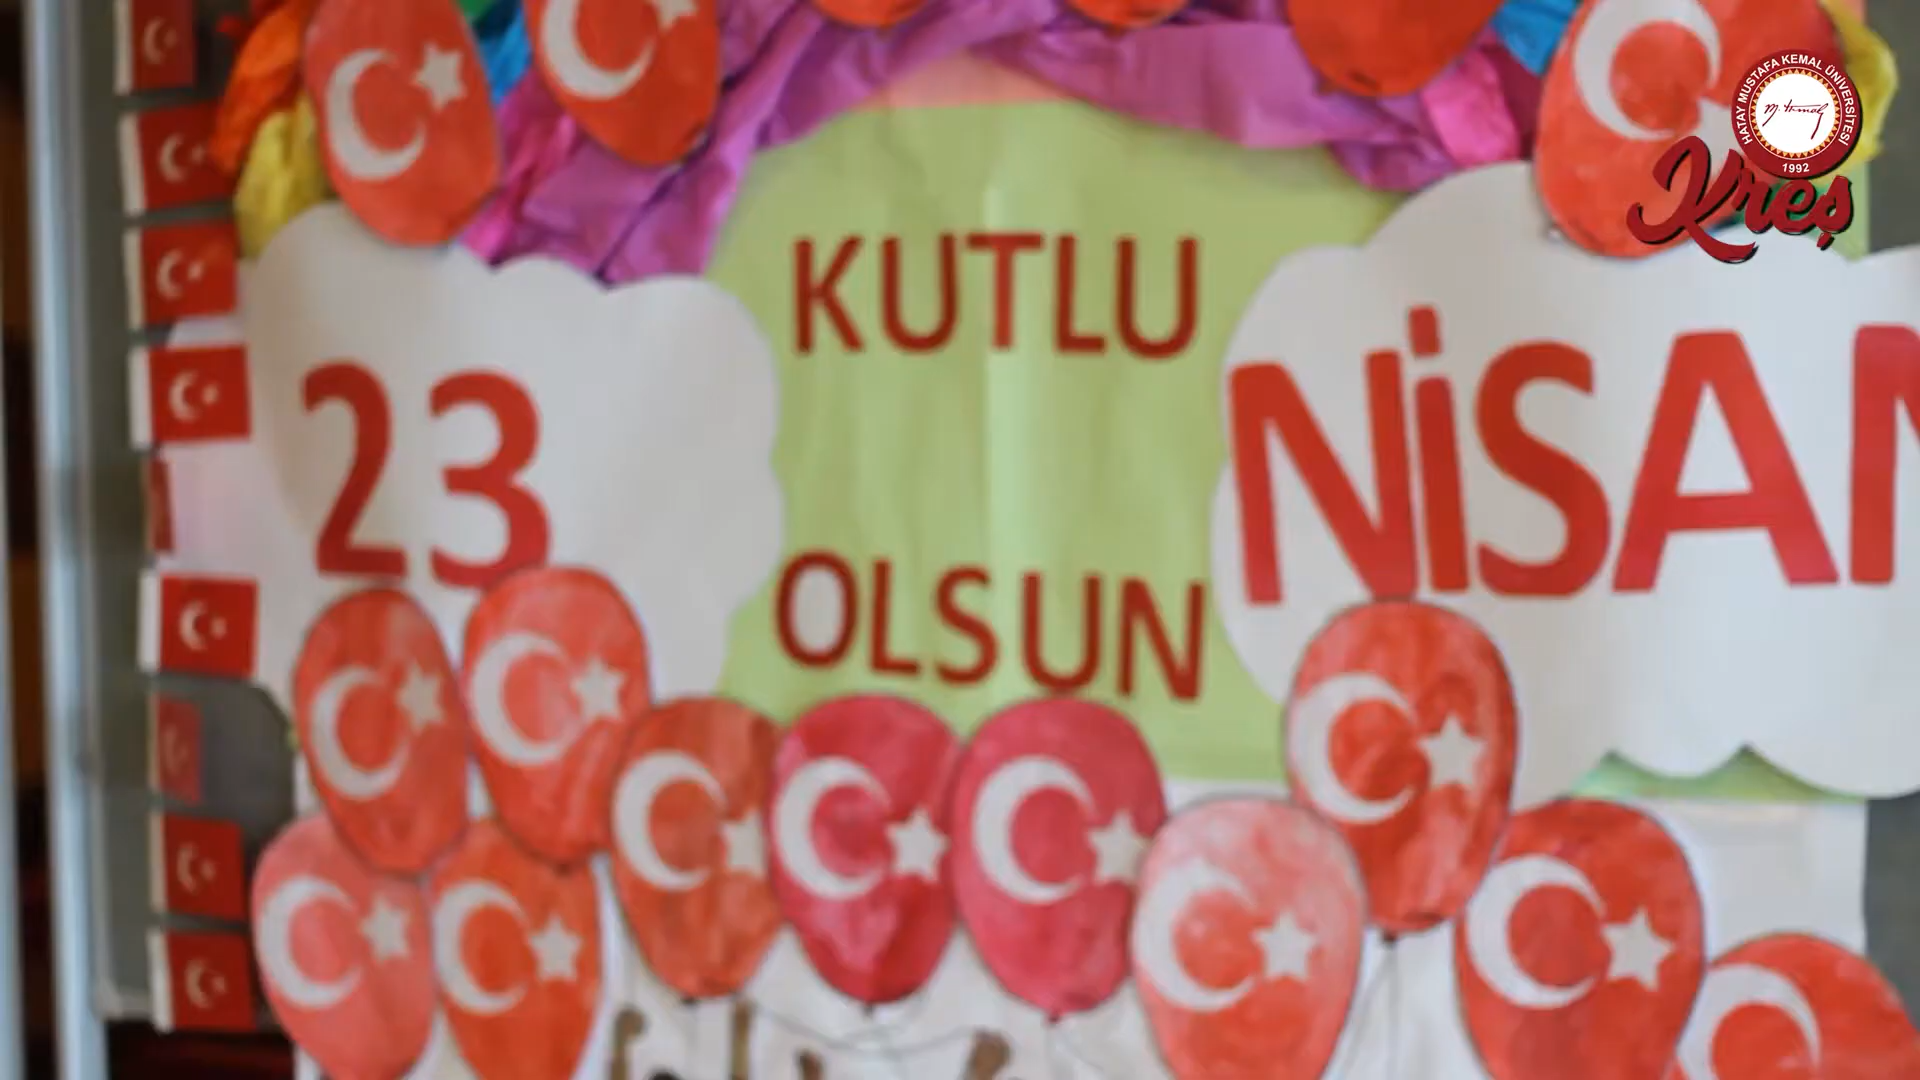 KUTLU
23
NİSAN
OLSUN
HATAY MUSTAFA KEMAL ÜNİVERSİTESİ
1992
Kreş